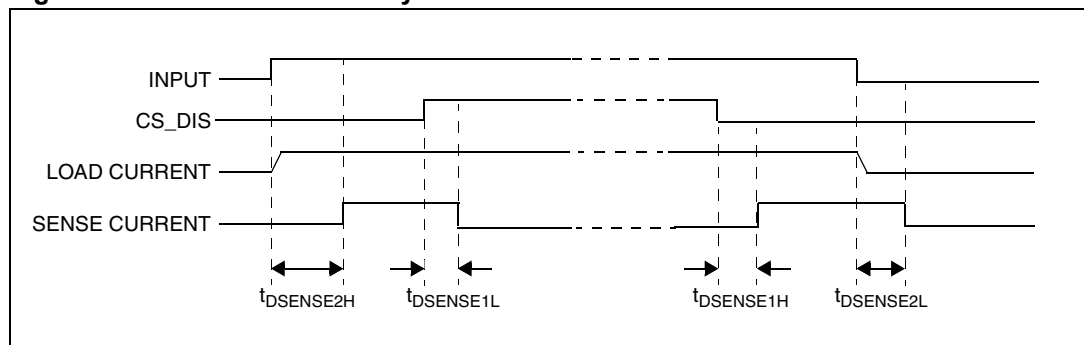 INPUT
CS_DIS
LOAD CURRENT
SENSE CURRENT
tDSENSE2H
tDSENSE1L
tDSENSE1H
tDSENSE2L